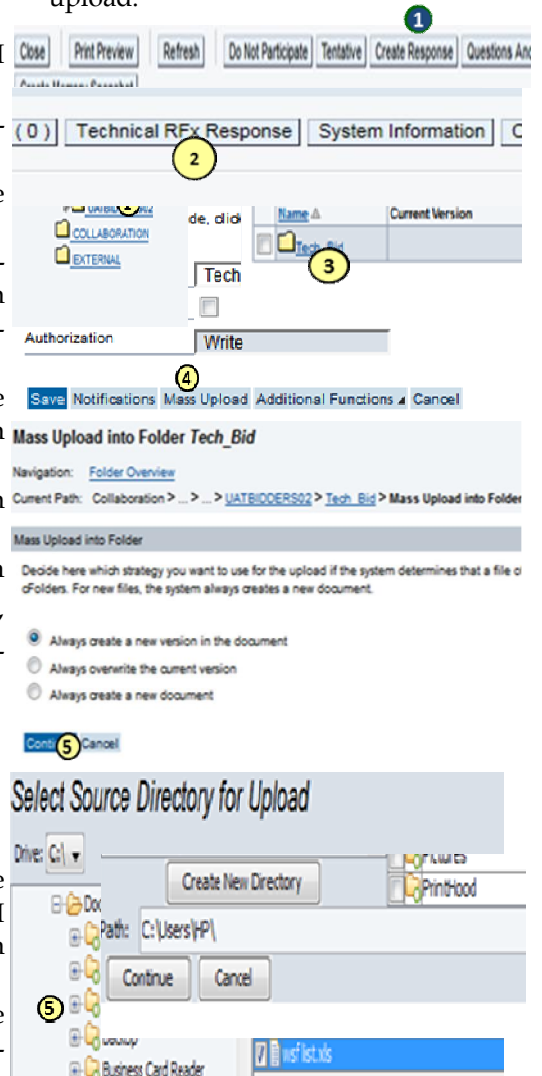 upload.
1
Close Print Preview Refresh Do Not Participate Tentative Create Response Questions And
Create Memory Snapshot
( 0 ) Technical RFx Response System Information
2
COLLABORATION
EXTERNAL
de, click
Name Current Version
Tech_Bid
3
Tech
Authorization Write
4
Save Notifications Mass Upload Additional Functions Cancel
Mass Upload into Folder Tech_Bid
Navigation: Folder Overview
Current Path: Collaboration > ... > ... > UATBIDDERS02 > Tech_Bid > Mass Upload into Folder
Mass Upload into Folder
Decide here which strategy you want to use for the upload if the system determines that a file o
cFolders. For new files, the system always creates a new document.
Always create a new version in the document
Always overwrite the current version
Always create a new document
5 Cancel
Select Source Directory for Upload
Drive: C:\
Create New Directory
Pictures
PrintHood
Path: C:\Users\HP\
Continue Cancel
5
Backup
Business Card Reader
wsf list.xls